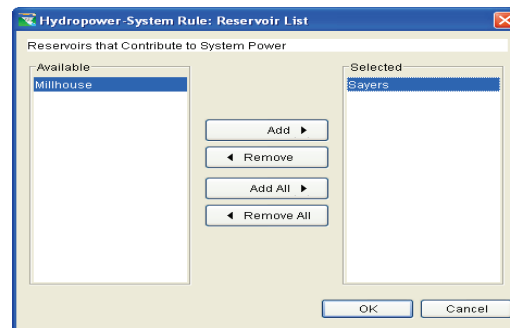 Hydropower-System Rule: Reservoir List
Reservoirs that Contribute to System Power
Available
Selected
Millhouse
Sayers
Add
Remove
Add All
Remove All
OK
Cancel